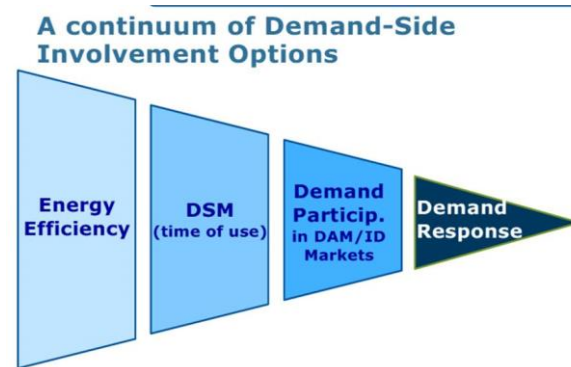 A continuum of Demand-Side
Involvement Options
Energy
Efficiency
DSM
(time of use)
Demand
Particip.
in DAM/ID
Markets
Demand
Response